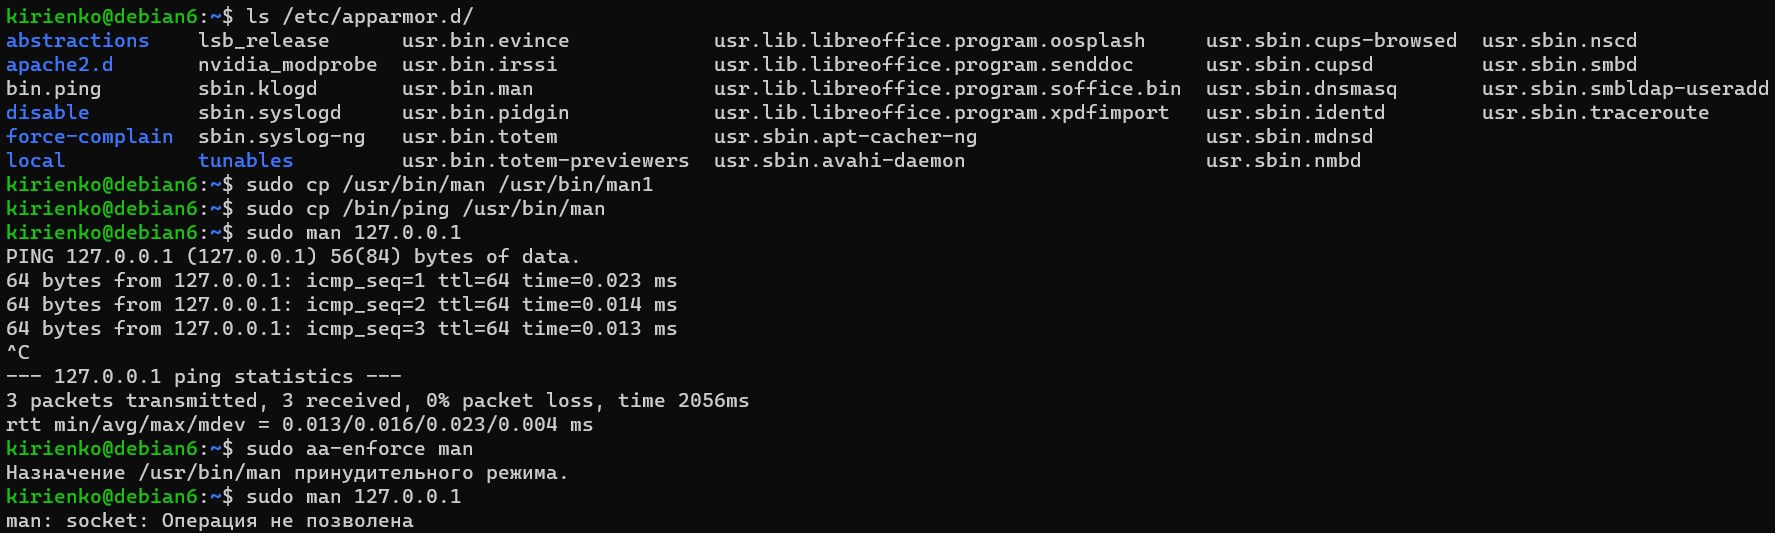 kirienko@debian6:~$ ls /etc/apparmor.d/
abstractions    lsb_release      usr.bin.evince            usr.lib.libreoffice.program.oosplash     usr.sbin.cups-browsed  usr.sbin.nscd
apache2.d       nvidia_modprobe  usr.bin.irssi             usr.lib.libreoffice.program.senddoc      usr.sbin.cupsd         usr.sbin.smbd
bin.ping        sbin.klogd       usr.bin.man               usr.lib.libreoffice.program.soffice.bin  usr.sbin.dnsmasq       usr.sbin.smbldap-useradd
disable         sbin.syslogd     usr.bin.pidgin            usr.lib.libreoffice.program.xpdfimport   usr.sbin.identd        usr.sbin.traceroute
force-complain  sbin.syslog-ng   usr.bin.totem             usr.sbin.apt-cacher-ng                   usr.sbin.mdnsd
local           tunables         usr.bin.totem-previewers  usr.sbin.avahi-daemon                    usr.sbin.nmbd
kirienko@debian6:~$ sudo cp /usr/bin/man /usr/bin/man1
kirienko@debian6:~$ sudo cp /bin/ping /usr/bin/man
kirienko@debian6:~$ sudo man 127.0.0.1
PING 127.0.0.1 (127.0.0.1) 56(84) bytes of data.
64 bytes from 127.0.0.1: icmp_seq=1 ttl=64 time=0.023 ms
64 bytes from 127.0.0.1: icmp_seq=2 ttl=64 time=0.014 ms
64 bytes from 127.0.0.1: icmp_seq=3 ttl=64 time=0.013 ms
^C
--- 127.0.0.1 ping statistics ---
3 packets transmitted, 3 received, 0% packet loss, time 2056ms
rtt min/avg/max/mdev = 0.013/0.016/0.023/0.004 ms
kirienko@debian6:~$ sudo aa-enforce man
Назначение /usr/bin/man принудительного режима.
kirienko@debian6:~$ sudo man 127.0.0.1
man: socket: Операция не позволена